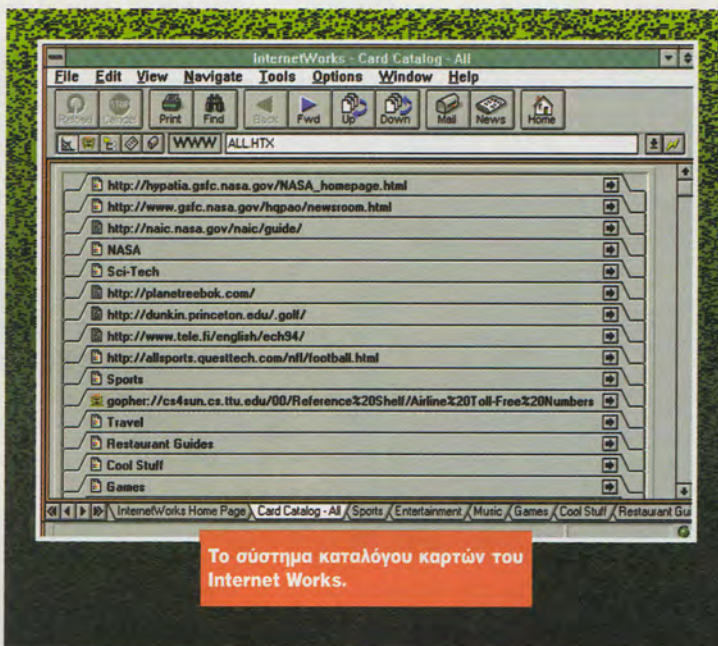 InternetWorks - Card Catalog - All
File Edit View Navigate Tools Options Window Help
Reload Cancel Print Find Back Fwd Up Down Mail News Home
STOP
WWW ALL.HTX
http://hypatia.gsfc.nasa.gov/NASA_homepage.html
http://www.gsfc.nasa.gov/hqpao/newsroom.html
http://naic.nasa.gov/naic/guide/
NASA
Sci-Tech
http://planetreebok.com/
http://dunkin.princeton.edu/.golf/
http://www.tele.fi/english/ech94/
http://allsports.questtech.com/nfl/football.html
Sports
gopher://cs4sun.cs.ttu.edu/00/Reference%20Shelf//Airline%20Toll-Free%20Numbers
Travel
Restaurant Guides
Cool Stuff
Games
InternetWorks Home Page Card Catalog - All Sports Entertainment Music Games Cool Stuff Restaurant Gui
Το σύστημα καταλόγου καρτών του
Internet Works.